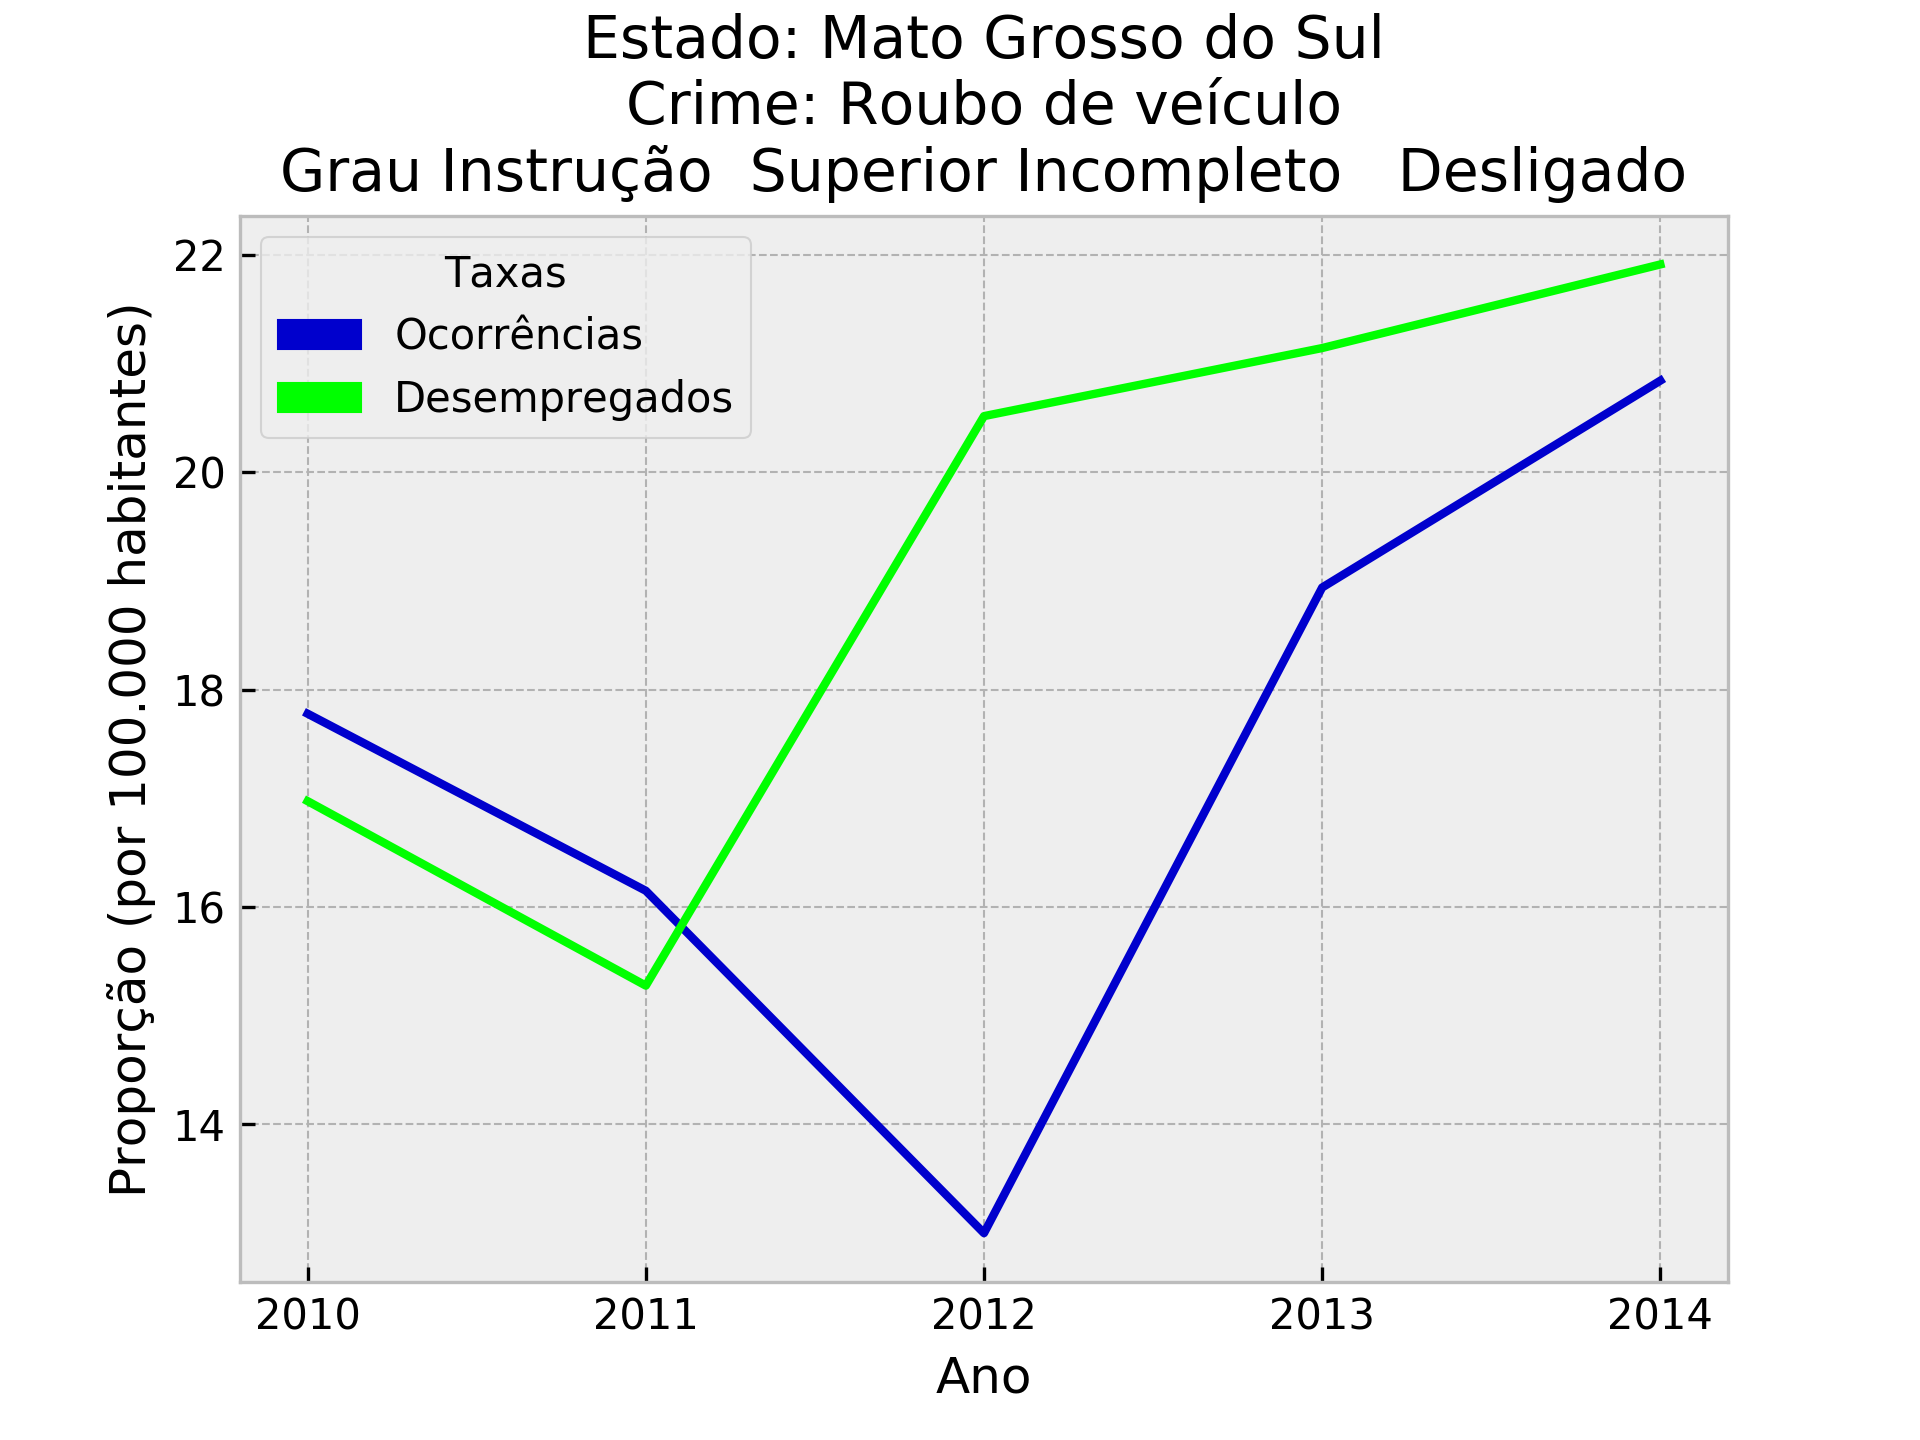 Estado: Mato Grosso do Sul
Crime: Roubo de veículo
Grau Instrução  Superior Incompleto   Desligado
Taxas
Ocorrências
Desempregados
Proporção (por 100.000 habitantes)
22
20
18
16
14
2010 2011 2012 2013 2014
Ano